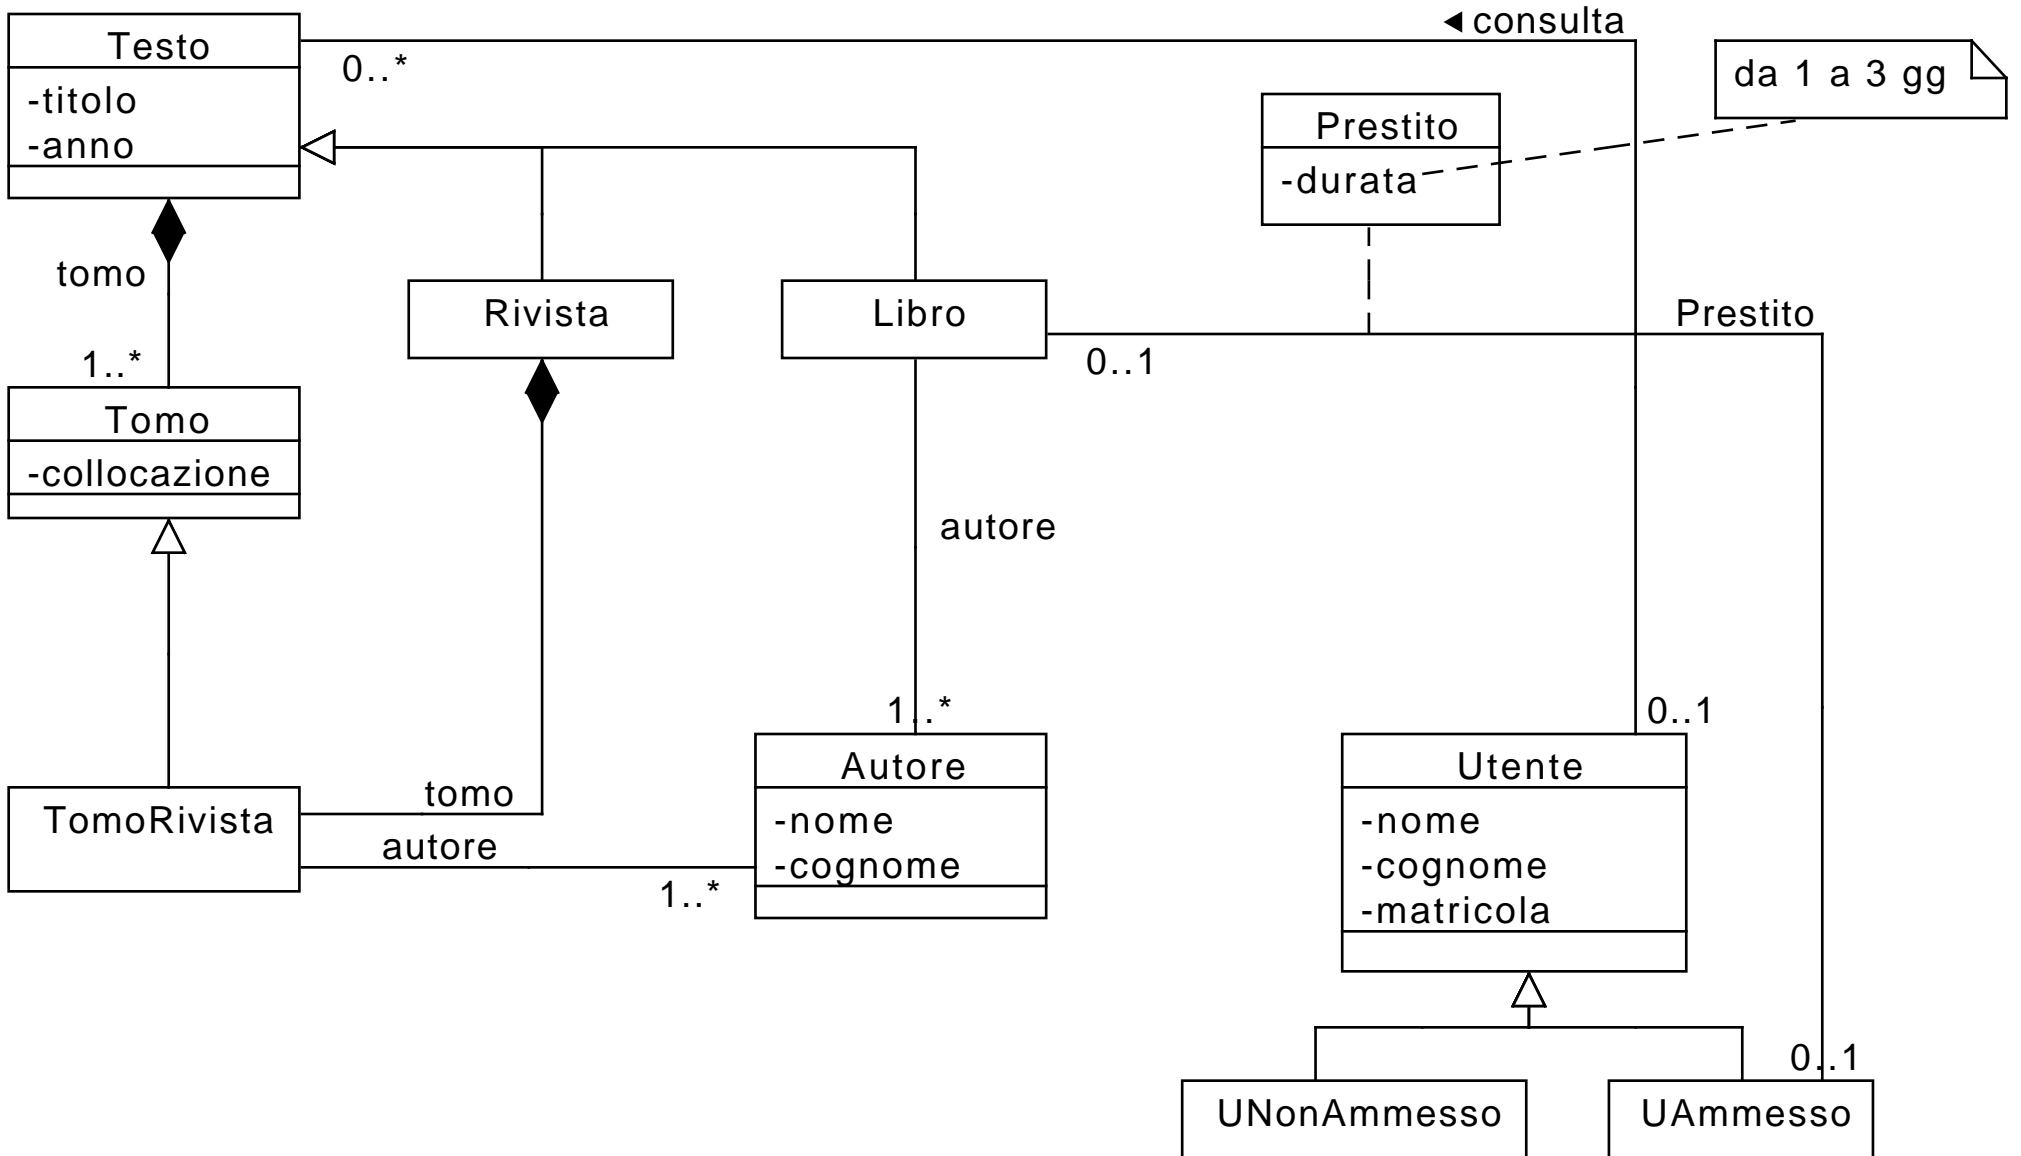 ◄ consulta
Testo
0..*
da 1 a 3 gg
-titolo
-anno
Prestito
-durata
tomo
Rivista
Libro
Prestito
1..*
0..1
Tomo
-collocazione
autore
1..*
0..1
Autore
Utente
tomo
TomoRivista
-nome
-nome
autore
-cognome
-cognome
1..*
-matricola
0..1
UNonAmmesso
UAmmesso